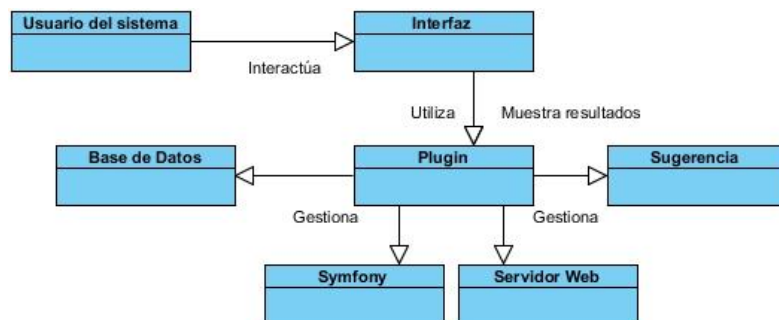 Usuario del sistema
Interfaz
Interactúa
Utiliza
Muestra resultados
Base de Datos
Plugin
Sugerencia
Gestiona
Gestiona
Symfony
Servidor Web